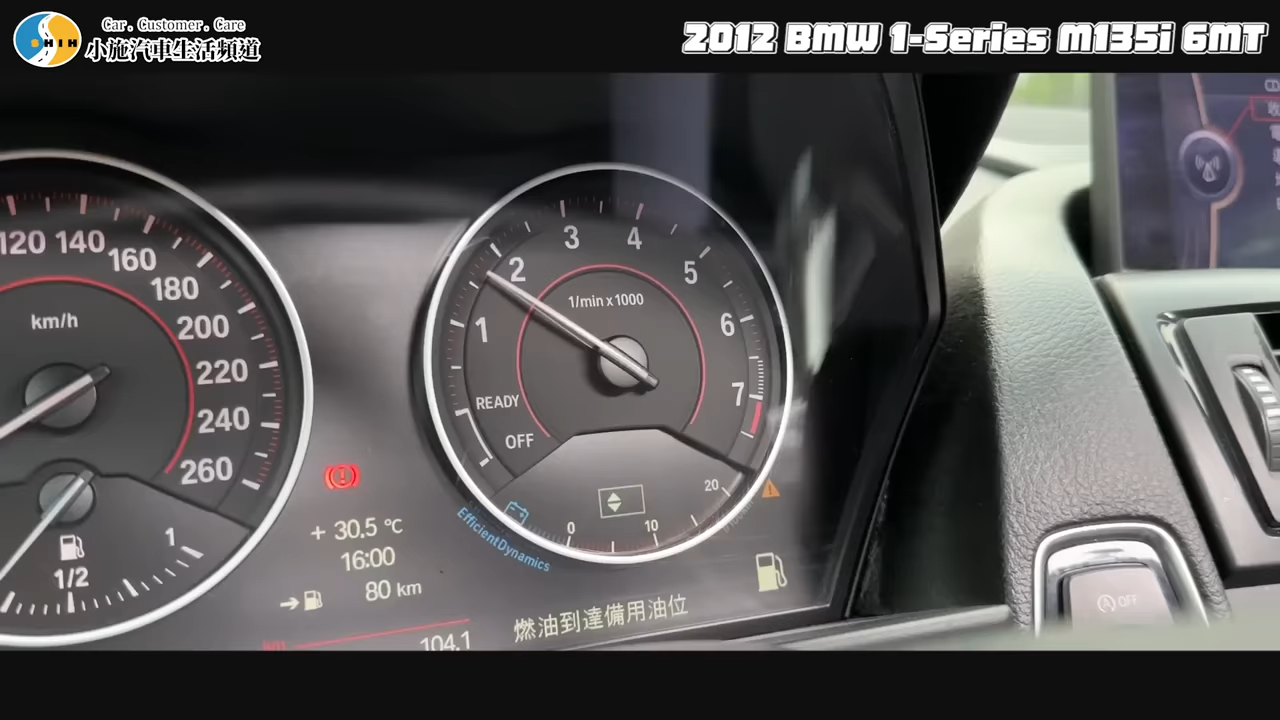 Car . Customer . Care
SHIH
小施汽車生活頻道
2012 BMW 1-Series M135i 6MT
120 140 160 180 200 220 240 260
km/h
1/2
1
+ 30.5 °C
16:00
80 km
104.1
OFF
READY
1 2 3 4 5 6 7
1/min x 1000
0 10 20
EfficientDynamics
燃油到達備用油位
OFF